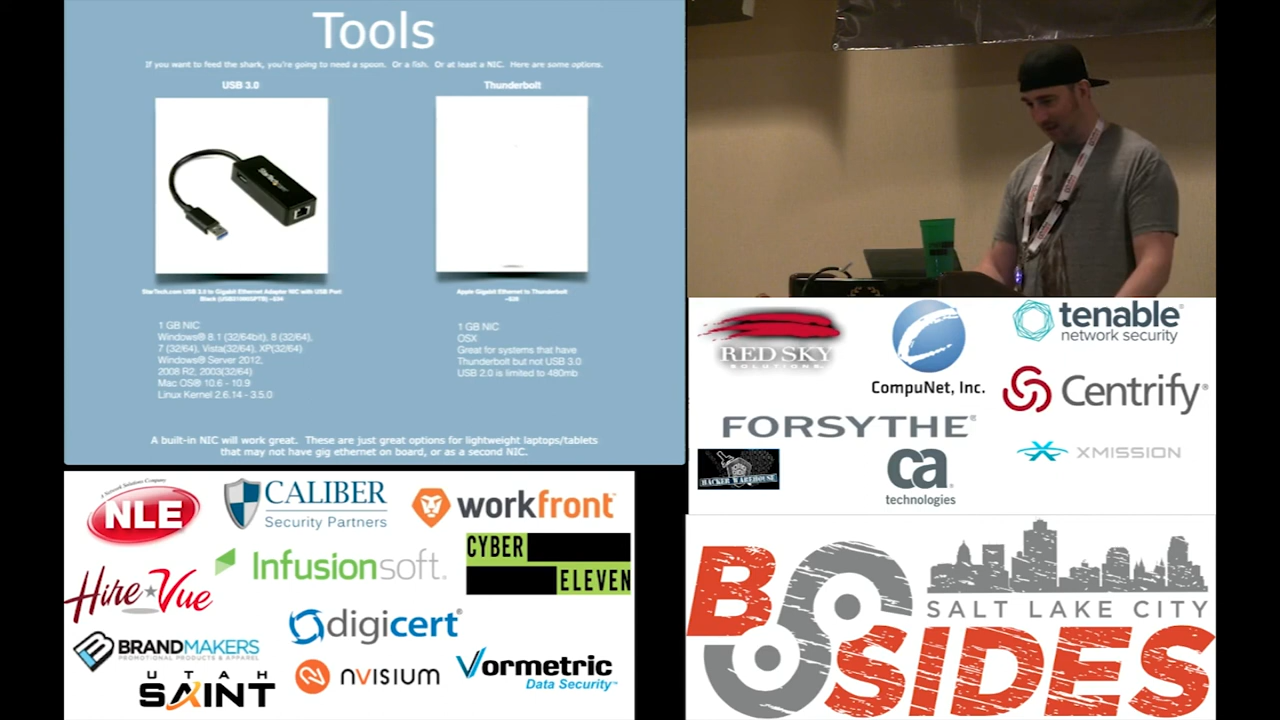 Tools
If you want to feed the shark, you're going to need a spoon. Or a fish. Or at least a NIC. Here are some options.
USB 3.0
StarTech.com USB 3.0 to Gigabit Ethernet Adapter NIC with USB Port
1 GB NIC
Windows® 8.1 (32/64bit), 8 (32/64),
7 (32/64), Vista(32/64), XP(32/64)
Windows® Server 2012,
2008 R2, 2003(32/64)
Mac OS® 10.6 - 10.9
Linux Kernel 2.6.14 - 3.5.0
Thunderbolt
Apple Gigabit Ethernet to Thunderbolt
1 GB NIC
OSX
Great for systems that have
Thunderbolt but not USB 3.0
USB 2.0 is limited to 480mb
A built-in NIC will work great. These are just great options for lightweight laptops/tablets
that may not have gig ethernet on board, or as a second NIC.
RED SKY
SOLUTIONS
CompuNet, Inc.
tenable
network security
Centrify®
FORSYTHE®
HACKER WAREHOUSE
ca
technologies
XMISSION
A Network Solutions Company
NLE
CALIBER
Security Partners
workfront
Infusionsoft.
CYBER
ELEVEN
Hire Vue
digicert®
BRANDMAKERS
PROMOTIONAL PRODUCTS & APPAREL
UTAH
SAINT
nVISIUM
Vormetric
Data Security™
SALT LAKE CITY
BSIDES